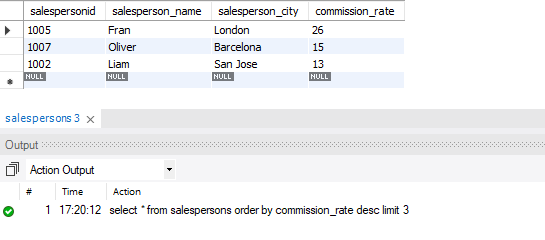 salespersonid salesperson_name salesperson_city commission_rate
1005 Fran London 26
1007 Oliver Barcelona 15
1002 Liam San Jose 13
NULL NULL NULL NULL
salespersons 3
Output
Action Output
# Time Action
1 17:20:12 select * from salespersons order by commission_rate desc limit 3